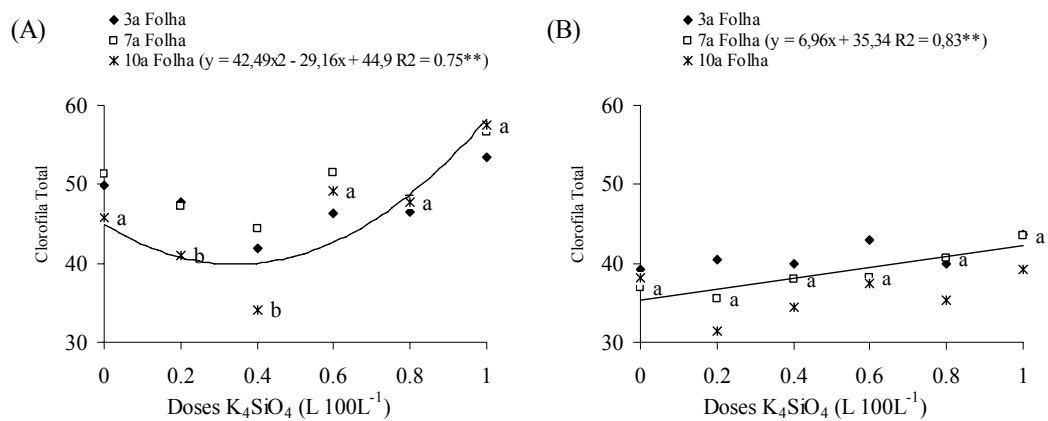 (A)
3a Folha
7a Folha
10a Folha (y = 42,49x2 - 29,16x + 44,9 R2 = 0.75**)
60
50
40
30
Clorofila Total
a
b
b
a
a
a
0 0.2 0.4 0.6 0.8 1
Doses K₄SiO₄ (L 100L⁻¹)
(B)
3a Folha
7a Folha (y = 6,96x + 35,34 R2 = 0,83**)
10a Folha
60
50
40
30
Clorofila Total
a
a
a
a
a
a
0 0.2 0.4 0.6 0.8 1
Doses K₄SiO₄ (L 100L⁻¹)